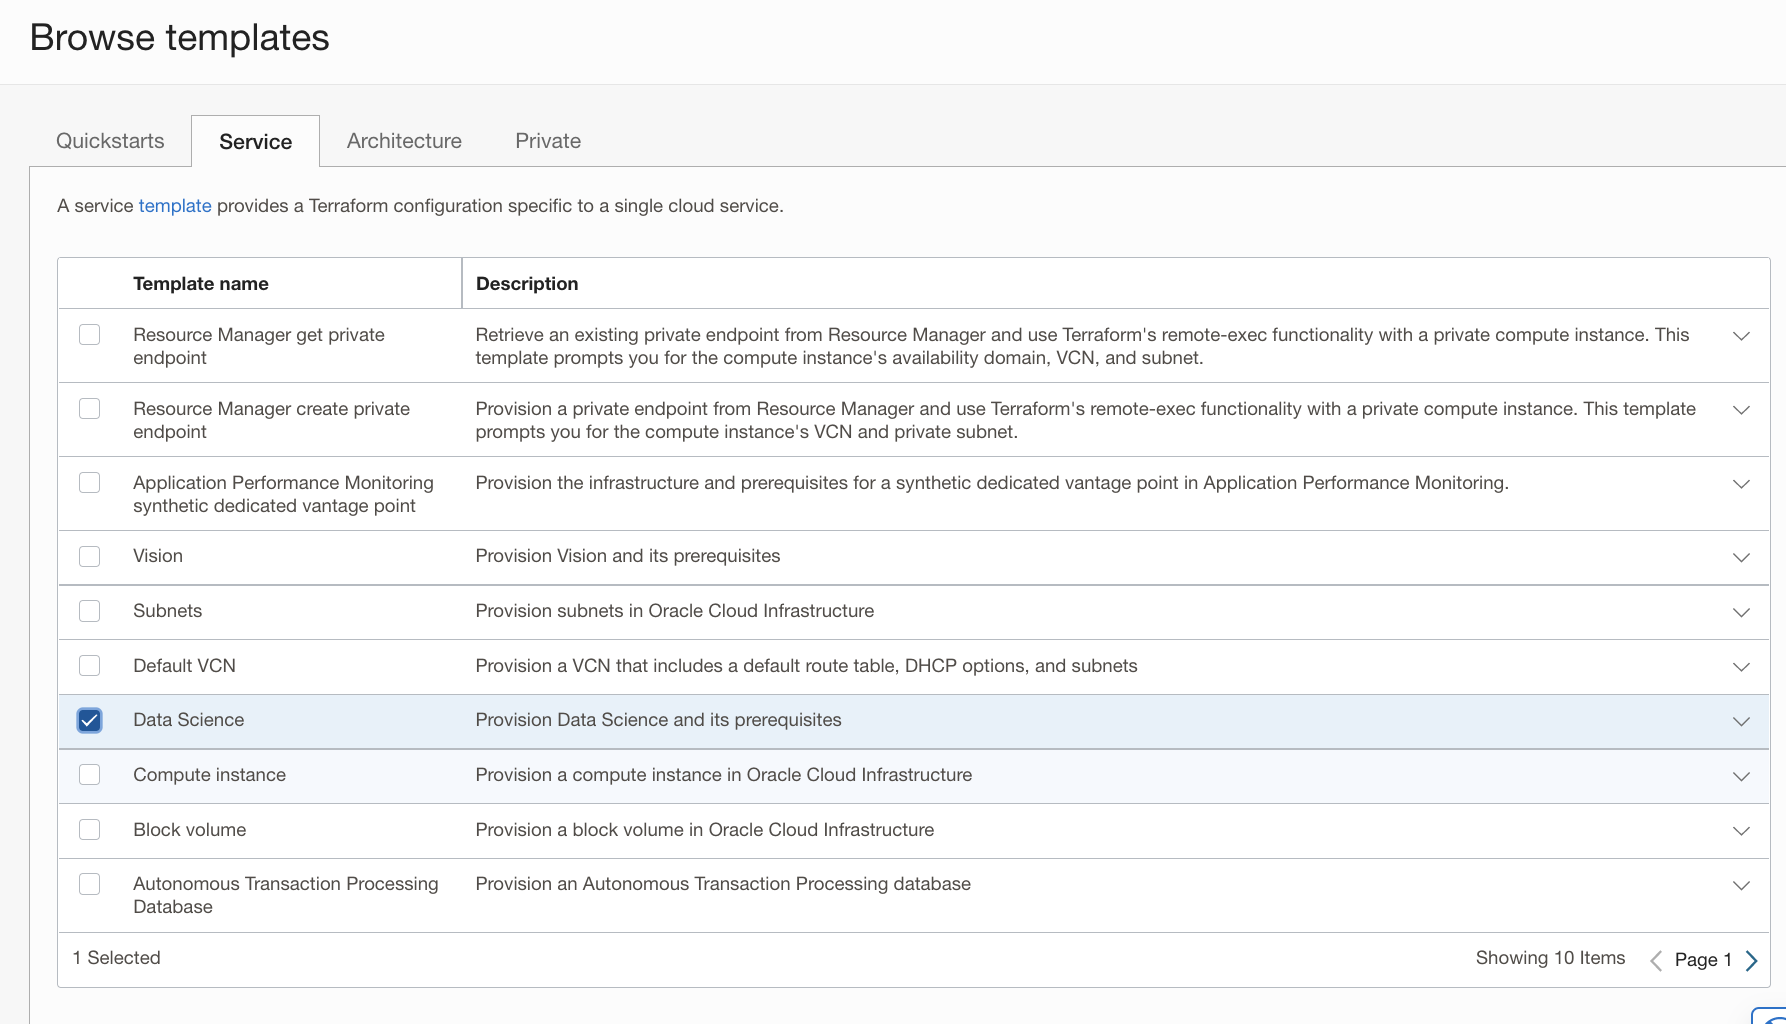 Browse templates
Quickstarts
Service
Architecture
Private
A service template provides a Terraform configuration specific to a single cloud service.
Template name
Description
Resource Manager get private
endpoint
Retrieve an existing private endpoint from Resource Manager and use Terraform's remote-exec functionality with a private compute instance. This
template prompts you for the compute instance's availability domain, VCN, and subnet.
Resource Manager create private
endpoint
Provision a private endpoint from Resource Manager and use Terraform's remote-exec functionality with a private compute instance. This template
prompts you for the compute instance's VCN and private subnet.
Application Performance Monitoring
synthetic dedicated vantage point
Provision the infrastructure and prerequisites for a synthetic dedicated vantage point in Application Performance Monitoring.
Vision
Provision Vision and its prerequisites
Subnets
Provision subnets in Oracle Cloud Infrastructure
Default VCN
Provision a VCN that includes a default route table, DHCP options, and subnets
Data Science
Provision Data Science and its prerequisites
Compute instance
Provision a compute instance in Oracle Cloud Infrastructure
Block volume
Provision a block volume in Oracle Cloud Infrastructure
Autonomous Transaction Processing
Database
Provision an Autonomous Transaction Processing database
1 Selected
Showing 10 Items
Page 1